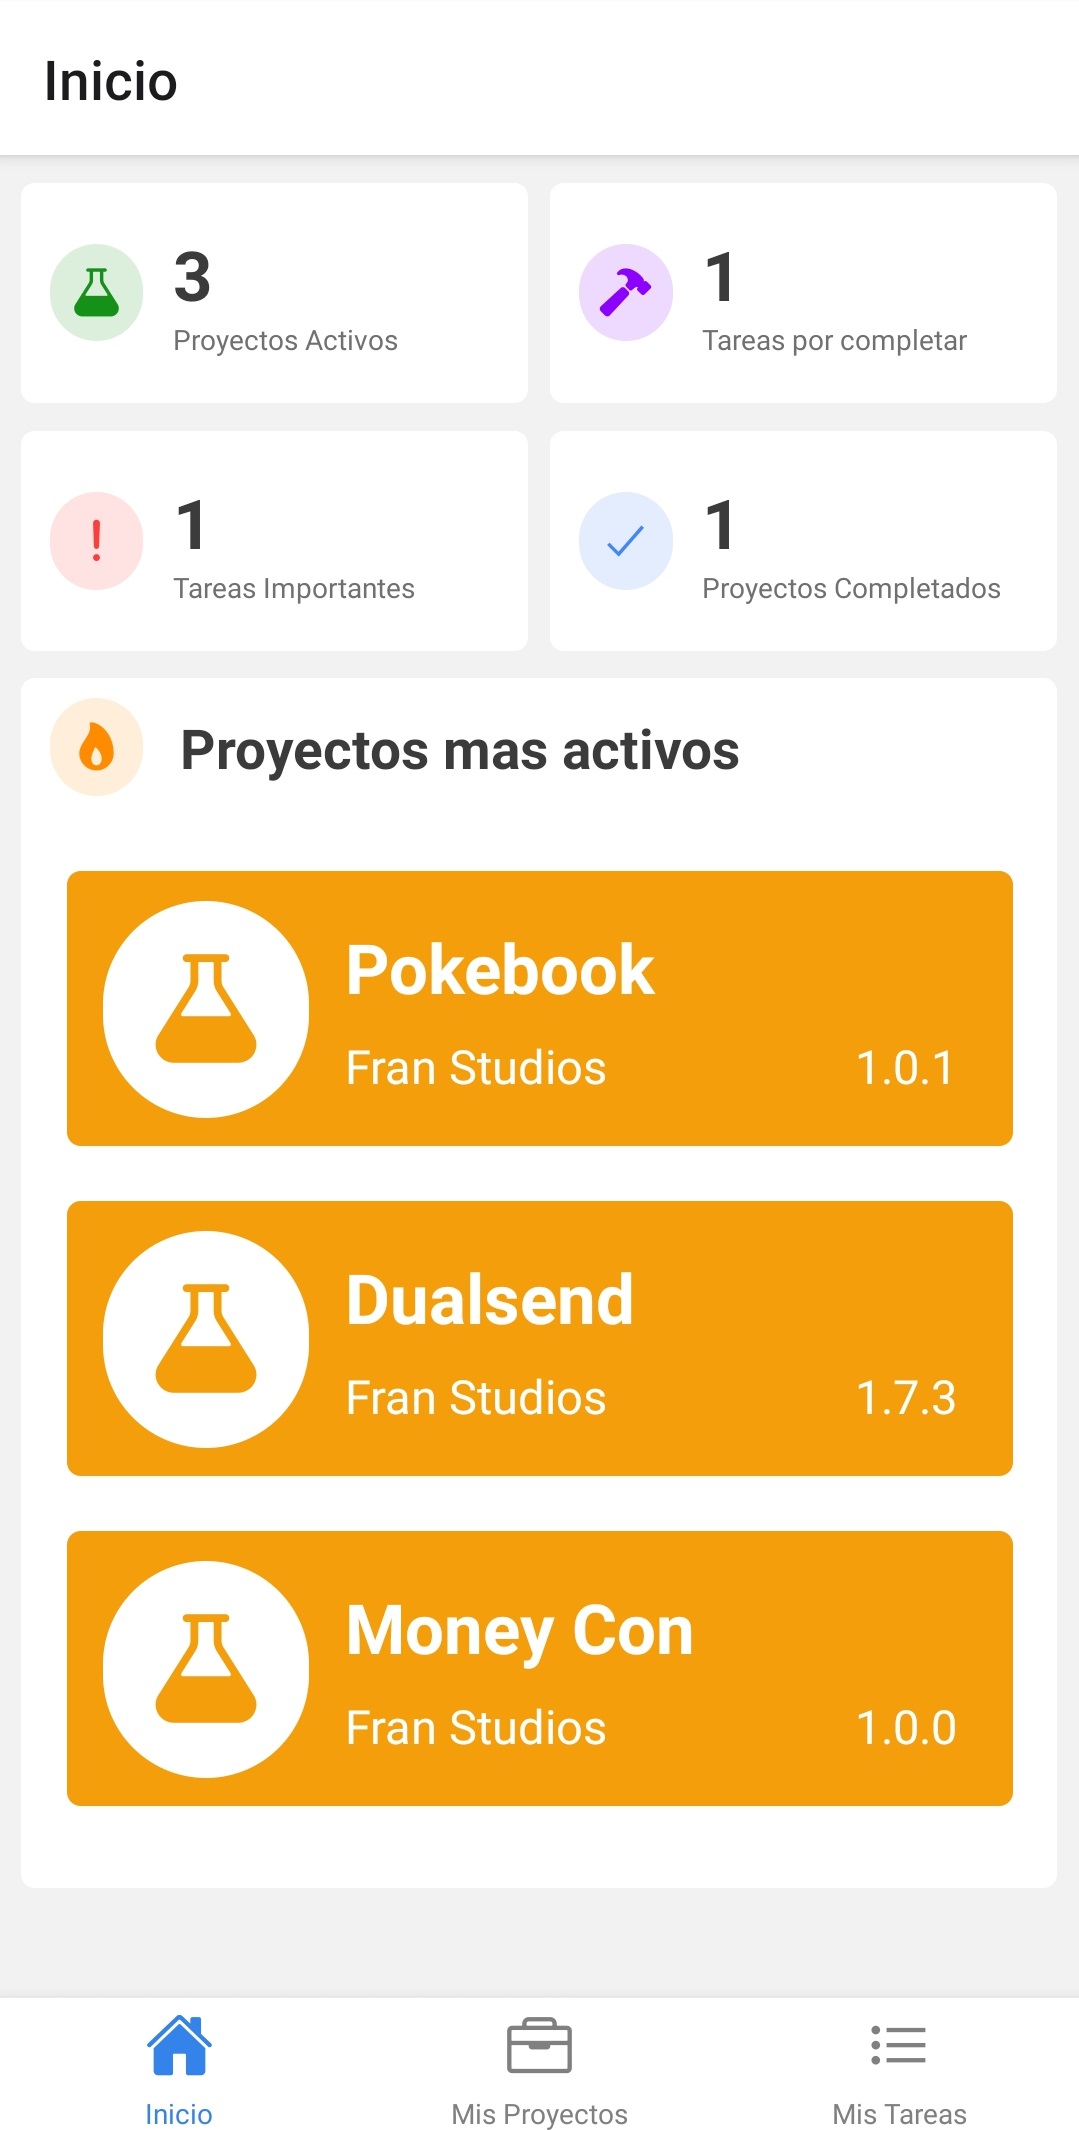 Inicio
3
Proyectos Activos
1
Tareas por completar
1
Tareas Importantes
1
Proyectos Completados
Proyectos mas activos
Pokebook
Fran Studios 1.0.1
Dualsend
Fran Studios 1.7.3
Money Con
Fran Studios 1.0.0
Inicio Mis Proyectos Mis Tareas